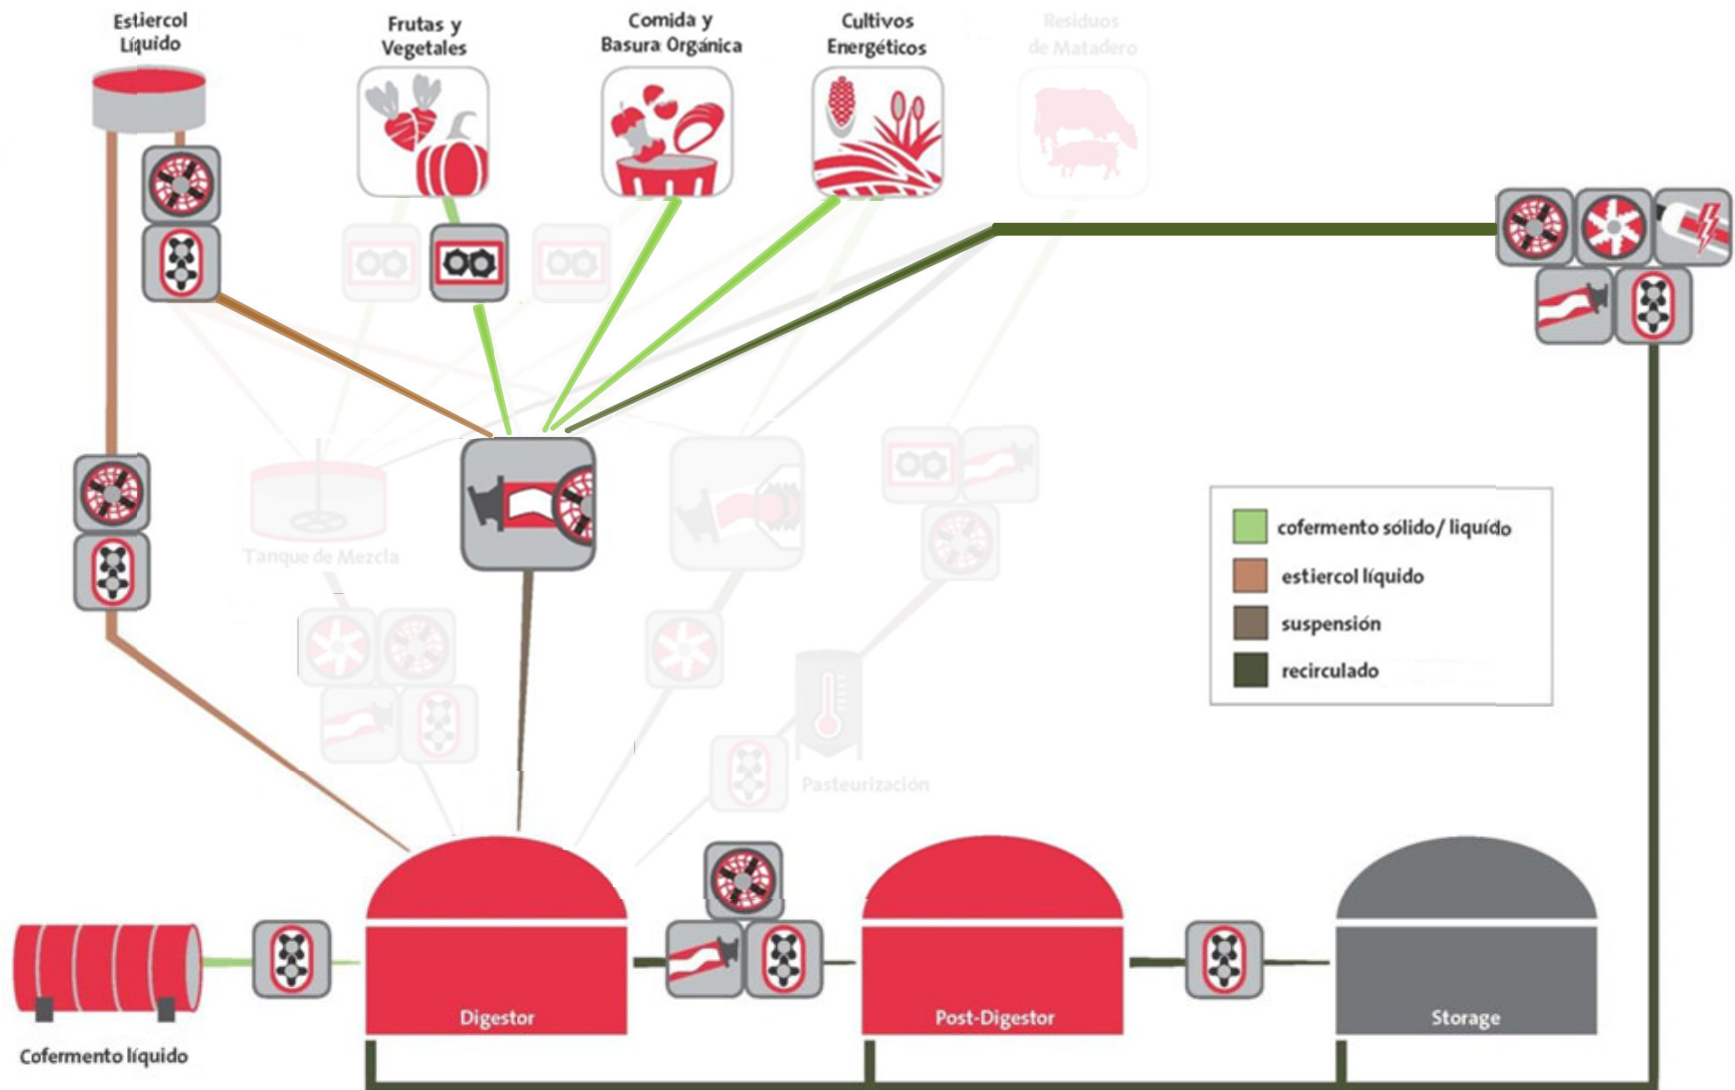 Estiercol
Líquido
Frutas y
Vegetales
Comida y
Basura Orgánica
Cultivos
Energéticos
Residuos
de Matadero
Tanque de Mezcla
cofermento sólido/ liquído
estiercol líquido
suspensión
recirculado
Pasteurización
Digestor
Post-Digestor
Storage
Cofermento líquido